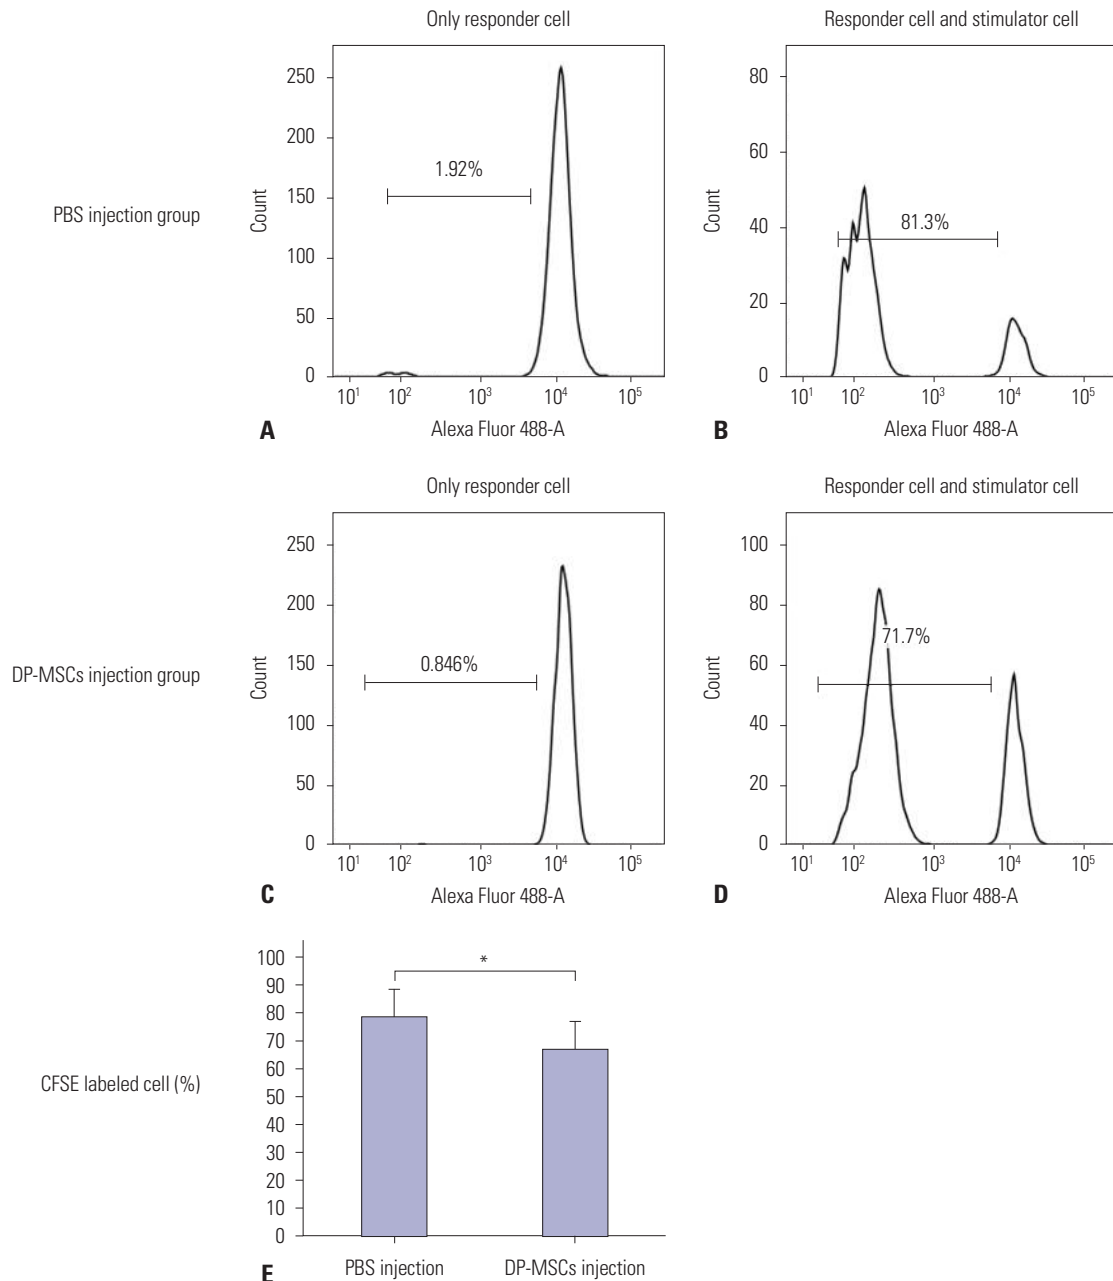 Only responder cell
Responder cell and stimulator cell
PBS injection group
Count
250
200
150
100
50
0
1.92%
10¹ 10² 10³ 10⁴ 10⁵
A
Alexa Fluor 488-A
Count
80
60
40
20
0
81.3%
10¹ 10² 10³ 10⁴ 10⁵
B
Alexa Fluor 488-A
Only responder cell
Responder cell and stimulator cell
DP-MSCs injection group
Count
250
200
150
100
50
0
0.846%
10¹ 10² 10³ 10⁴ 10⁵
C
Alexa Fluor 488-A
Count
100
80
60
40
20
0
71.7%
10¹ 10² 10³ 10⁴ 10⁵
D
Alexa Fluor 488-A
CFSE labeled cell (%)
100
90
80
70
60
50
40
30
20
10
0
*
PBS injection
DP-MSCs injection
E